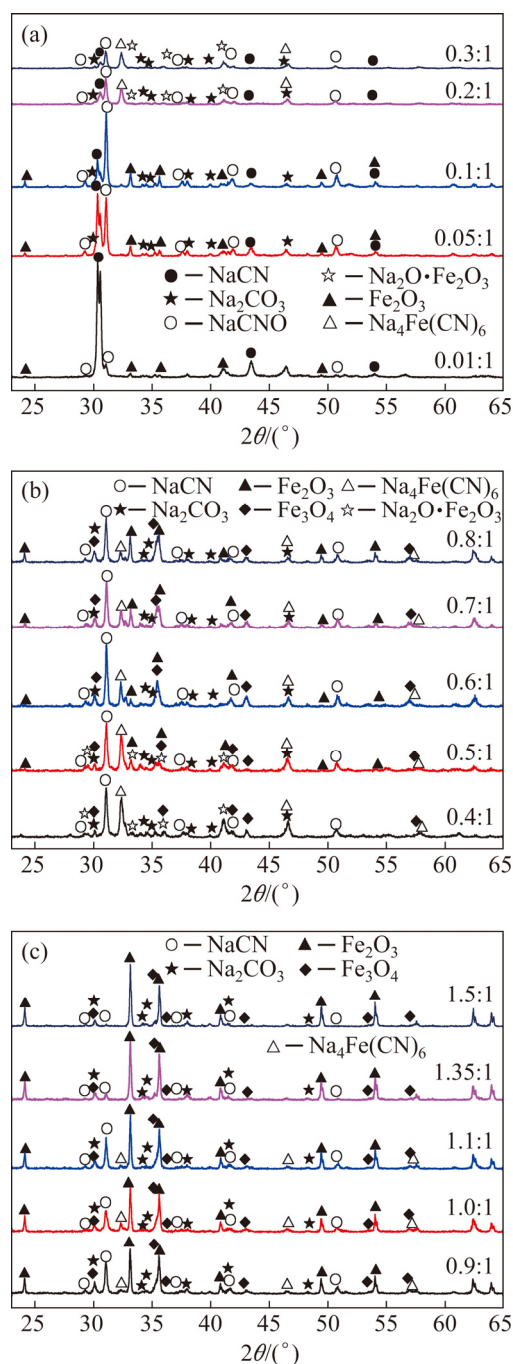 (a)
0.3:1
0.2:1
0.1:1
0.05:1
● — NaCN ☆ — Na2O•Fe2O3
★ — Na2CO3 ▲ — Fe2O3
○ — NaCNO △ — Na4Fe(CN)6
0.01:1
25 30 35 40 45 50 55 60 65
2θ/(°)
(b)
○ — NaCN ▲ — Fe2O3 △ — Na4Fe(CN)6
★ — Na2CO3 ◆ — Fe3O4 ☆ — Na2O•Fe2O3
0.8:1
0.7:1
0.6:1
0.5:1
0.4:1
25 30 35 40 45 50 55 60 65
2θ/(°)
(c)
○ — NaCN ▲ — Fe2O3
★ — Na2CO3 ◆ — Fe3O4
1.5:1
△ — Na4Fe(CN)6
1.35:1
1.1:1
1.0:1
0.9:1
25 30 35 40 45 50 55 60 65
2θ/(°)